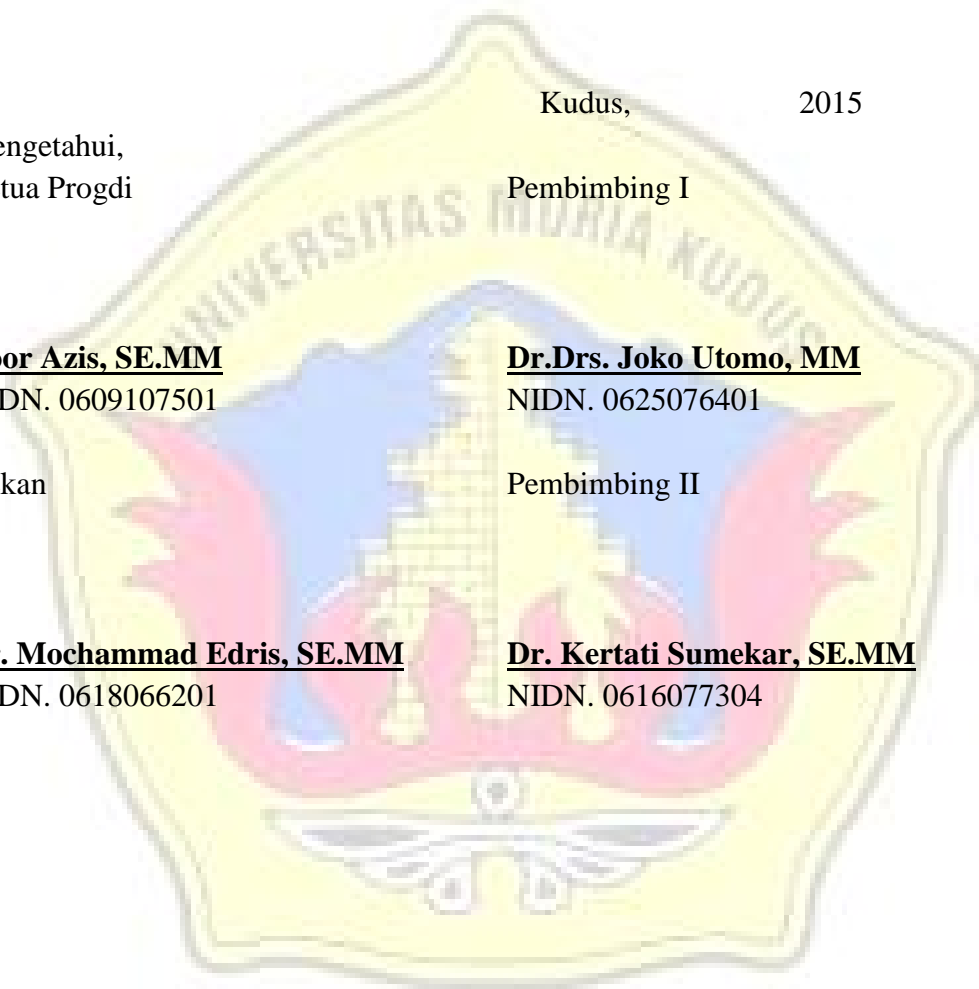 Kudus, 2015
engetahui,
tua Progdi Pembimbing I
UNIVERSITAS MURIA KUDUS
oor Azis, SE.MM Dr.Drs. Joko Utomo, MM
DN. 0609107501 NIDN. 0625076401
kan Pembimbing II
. Mochammad Edris, SE.MM Dr. Kertati Sumekar, SE.MM
DN. 0618066201 NIDN. 0616077304